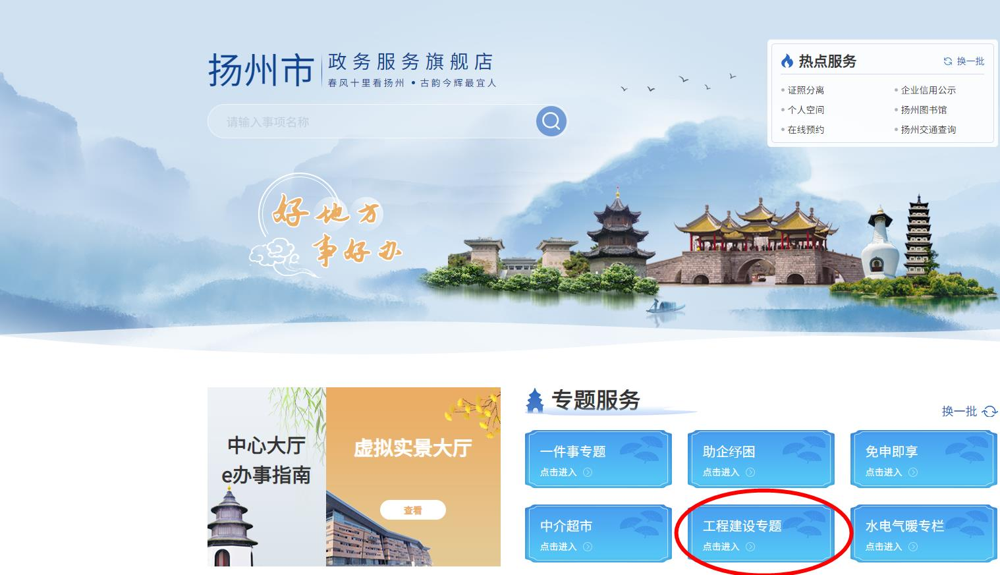 扬州市
政务服务旗舰店
春风十里看扬州 • 古韵今辉最宜人
请输入事项名称
热点服务
换一批
证照分离
企业信用公示
个人空间
扬州图书馆
在线预约
扬州交通查询
好地方
事好办
中心大厅
e办事指南
虚拟实景大厅
查看
专题服务
换一批
一件事专题
点击进入
助企纾困
点击进入
免申即享
点击进入
中介超市
点击进入
工程建设专题
点击进入
水电气暖专栏
点击进入